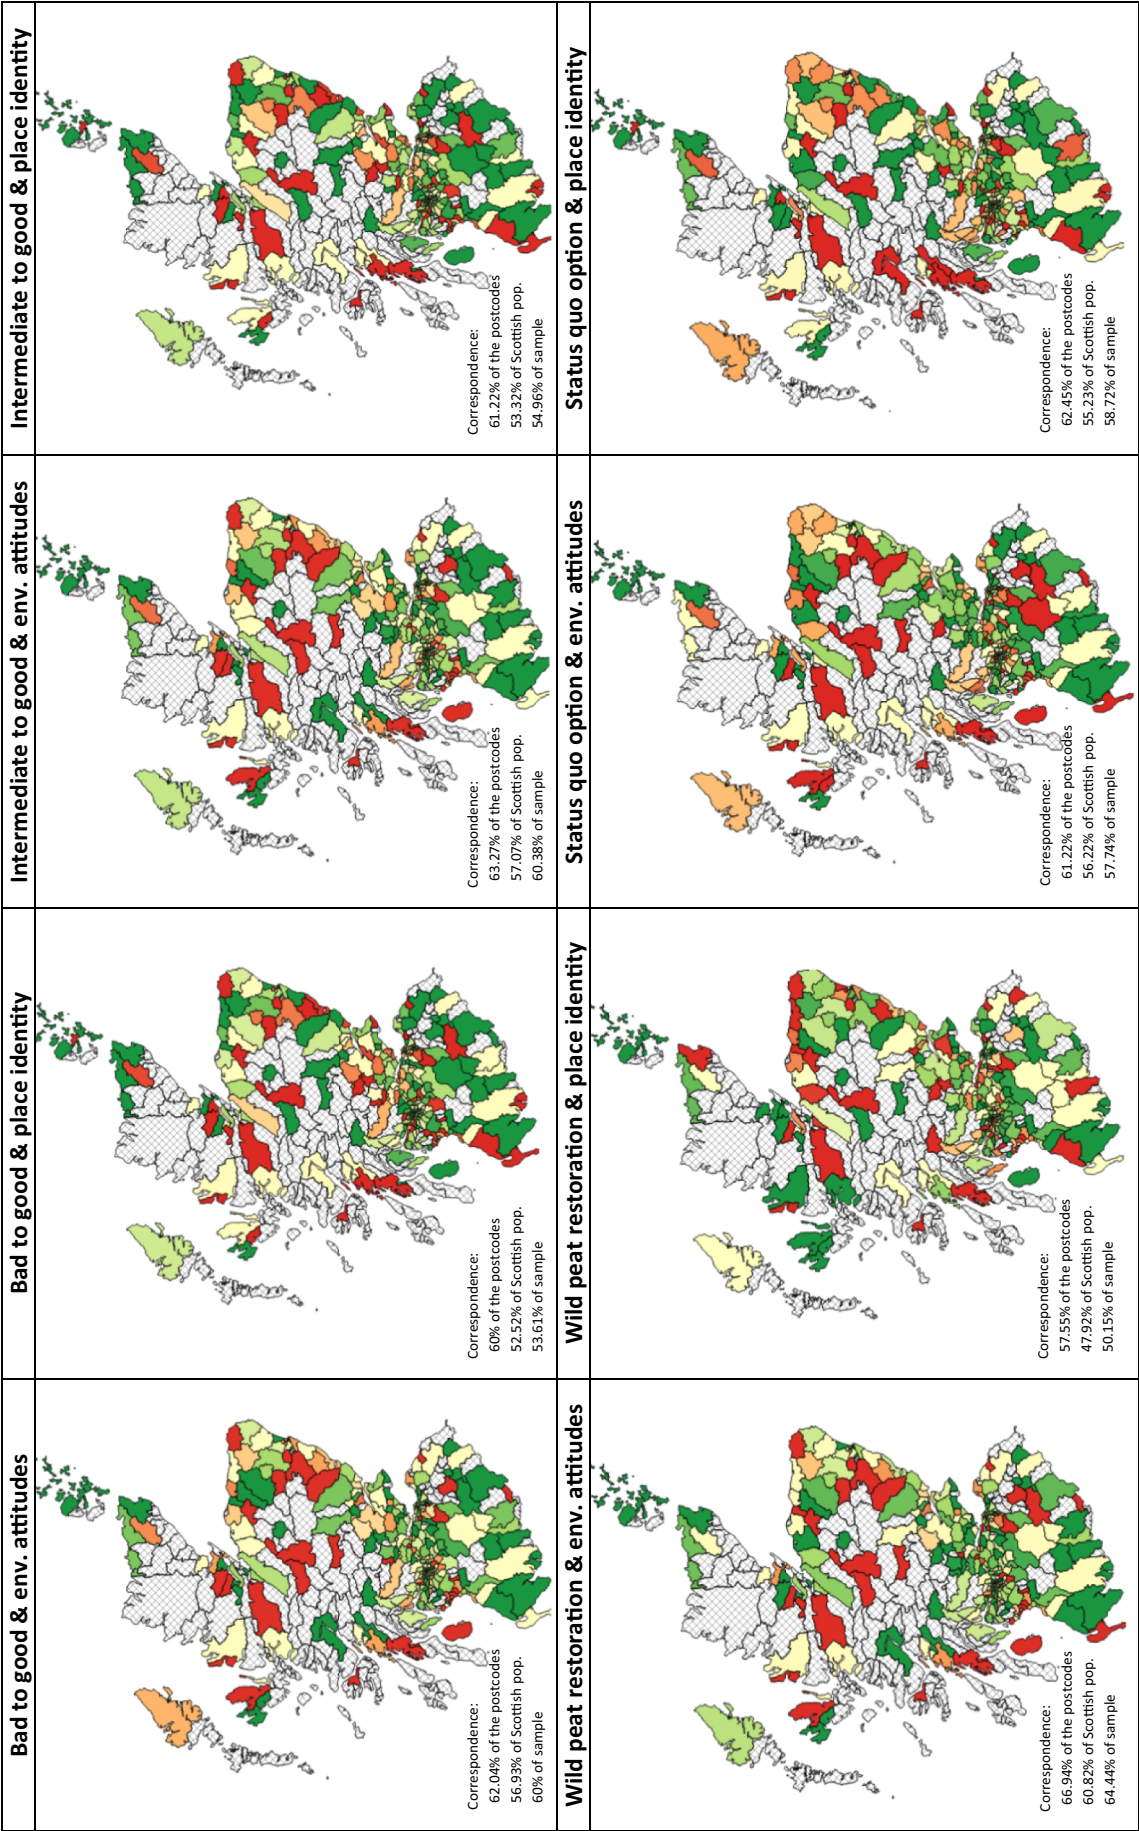 Bad to good & env. attitudes
Correspondence:
62.04% of the postcodes
56.93% of Scottish pop.
60% of sample
Bad to good & place identity
Correspondence:
60% of the postcodes
52.52% of Scottish pop.
53.61% of sample
Intermediate to good & env. attitudes
Correspondence:
63.27% of the postcodes
57.07% of Scottish pop.
60.38% of sample
Intermediate to good & place identity
Correspondence:
61.22% of the postcodes
53.32% of Scottish pop.
54.96% of sample
Wild peat restoration & env. attitudes
Correspondence:
66.94% of the postcodes
60.82% of Scottish pop.
64.44% of sample
Wild peat restoration & place identity
Correspondence:
57.55% of the postcodes
47.92% of Scottish pop.
50.15% of sample
Status quo option & env. attitudes
Correspondence:
61.22% of the postcodes
56.22% of Scottish pop.
57.74% of sample
Status quo option & place identity
Correspondence:
62.45% of the postcodes
55.23% of Scottish pop.
58.72% of sample